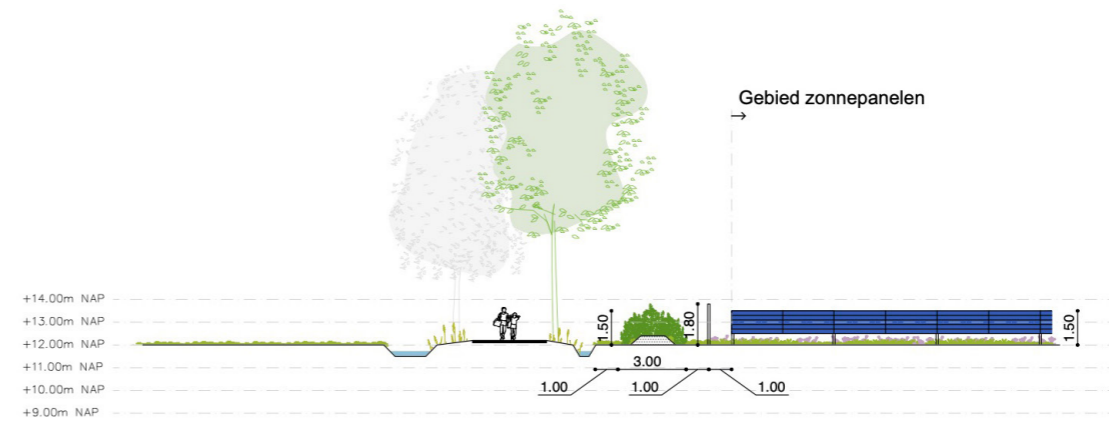 Gebied zonnepanelen
+14.00m NAP
+13.00m NAP
+12.00m NAP
+11.00m NAP
+10.00m NAP
+9.00m NAP
1.50
1.80
1.50
3.00
1.00
1.00
1.00